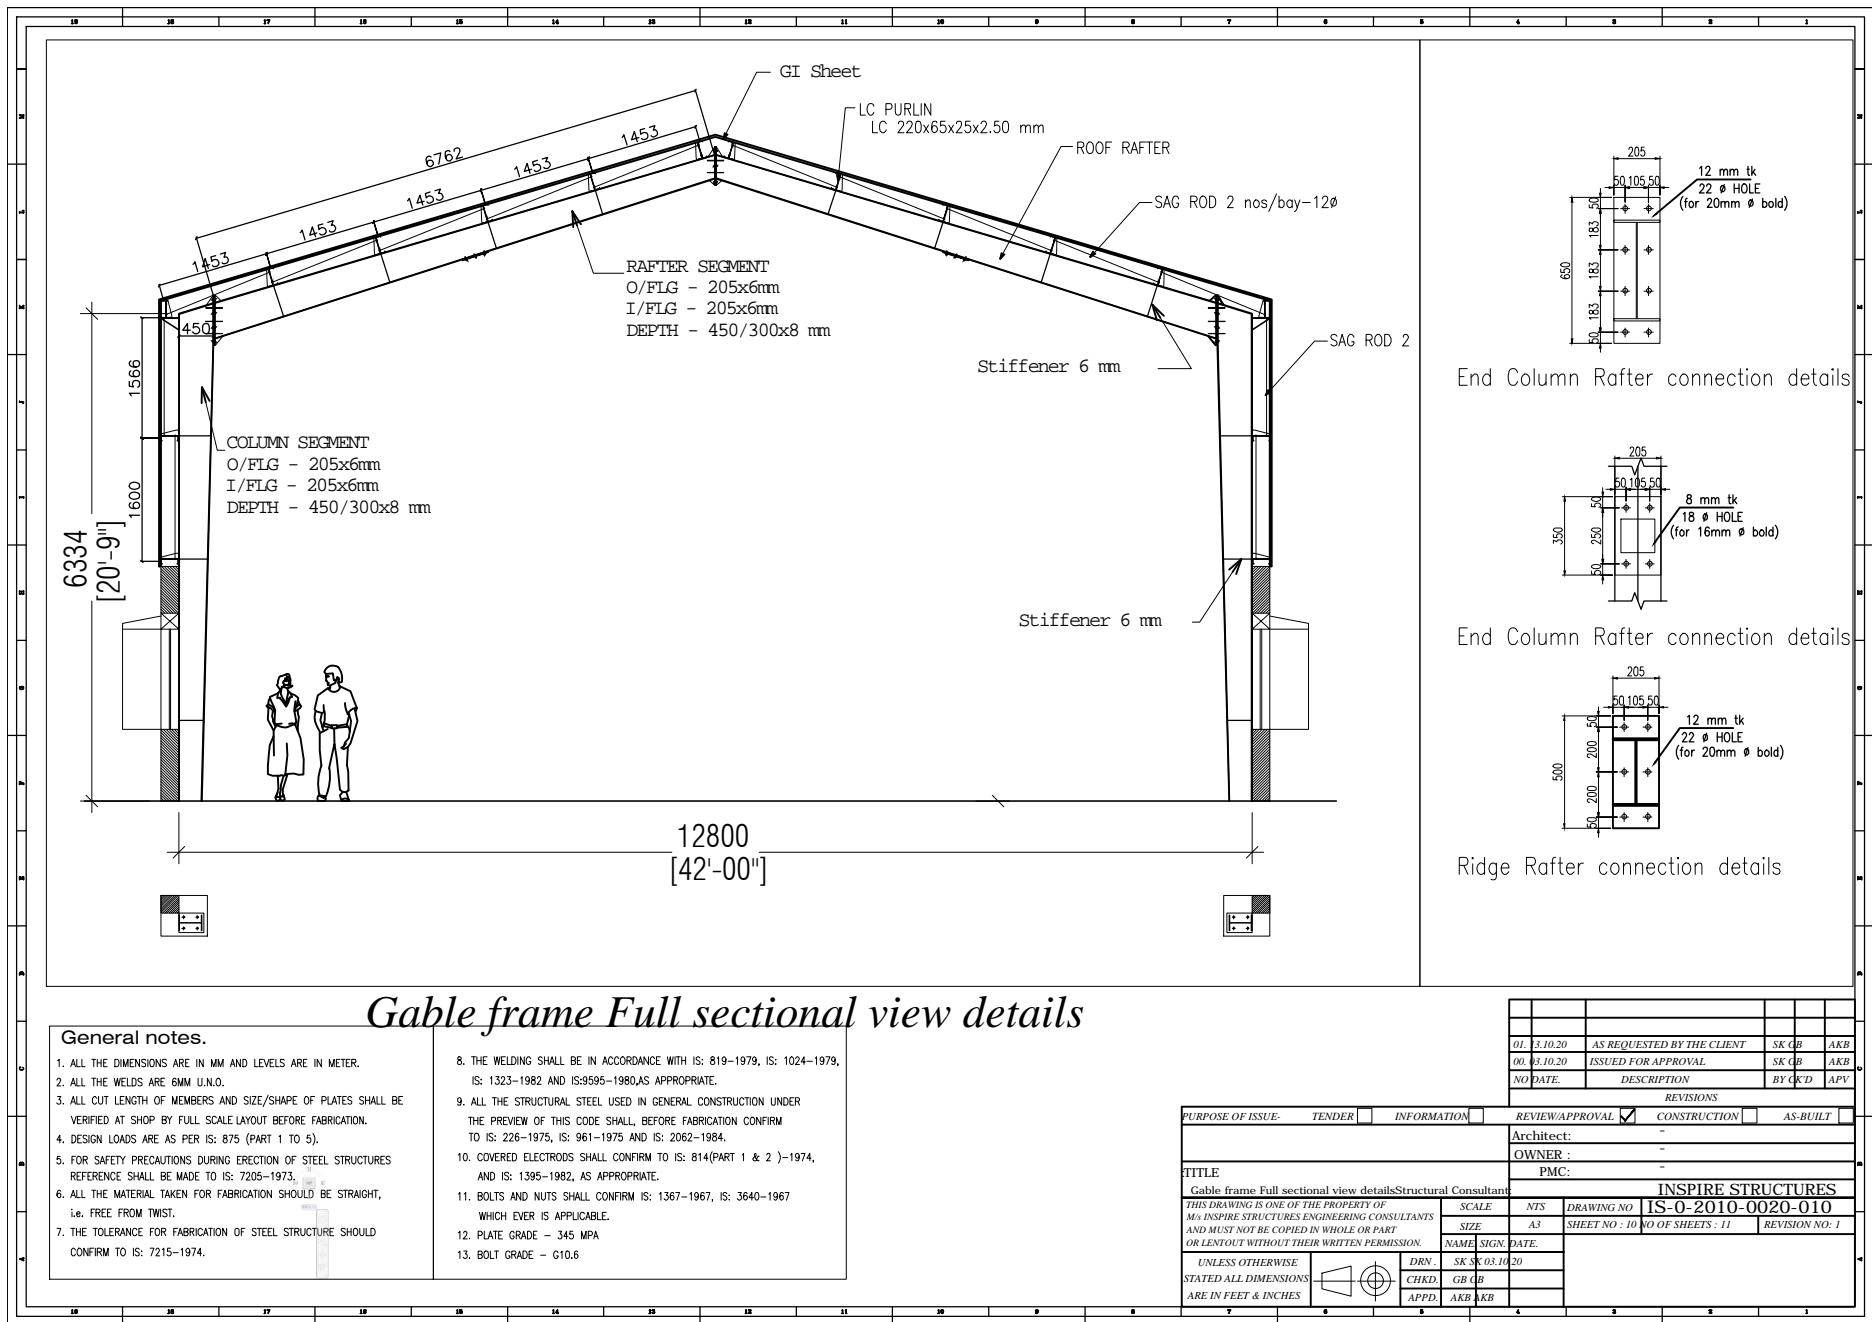 GI Sheet
LC PURLIN
LC 220x65x25x2.50 mm
ROOF RAFTER
SAG ROD 2 nos/bay-12ø
6762
1453
1453
1453
1453
1453
450
RAFTER SEGMENT
O/FLG - 205x6mm
I/FLG - 205x6mm
DEPTH - 450/300x8 mm
SAG ROD 2
Stiffener 6 mm
1566
1600
COLUMN SEGMENT
O/FLG - 205x6mm
I/FLG - 205x6mm
DEPTH - 450/300x8 mm
6334
[20'-9"]
Stiffener 6 mm
12800
[42'-00"]
205
50 105 50
50
183
183
183
50
650
12 mm tk
22 ø HOLE
(for 20mm ø bold)
End Column Rafter connection details
205
50 105 50
50
250
50
350
8 mm tk
18 ø HOLE
(for 16mm ø bold)
End Column Rafter connection details
205
50 105 50
50
200
200
50
500
12 mm tk
22 ø HOLE
(for 20mm ø bold)
Ridge Rafter connection details
Gable frame Full sectional view details
General notes.
1. ALL THE DIMENSIONS ARE IN MM AND LEVELS ARE IN METER.
2. ALL THE WELDS ARE 6MM U.N.O.
3. ALL CUT LENGTH OF MEMBERS AND SIZE/SHAPE OF PLATES SHALL BE
VERIFIED AT SHOP BY FULL SCALE LAYOUT BEFORE FABRICATION.
4. DESIGN LOADS ARE AS PER IS: 875 (PART 1 TO 5).
5. FOR SAFETY PRECAUTIONS DURING ERECTION OF STEEL STRUCTURES
REFERENCE SHALL BE MADE TO IS: 7205-1973.
6. ALL THE MATERIAL TAKEN FOR FABRICATION SHOULD BE STRAIGHT,
i.e. FREE FROM TWIST.
7. THE TOLERANCE FOR FABRICATION OF STEEL STRUCTURE SHOULD
CONFIRM TO IS: 7215-1974.
8. THE WELDING SHALL BE IN ACCORDANCE WITH IS: 819-1979, IS: 1024-1979,
IS: 1323-1982 AND IS:9595-1980,AS APPROPRIATE.
9. ALL THE STRUCTURAL STEEL USED IN GENERAL CONSTRUCTION UNDER
THE PREVIEW OF THIS CODE SHALL, BEFORE FABRICATION CONFIRM
TO IS: 226-1975, IS: 961-1975 AND IS: 2062-1984.
10. COVERED ELECTRODS SHALL CONFIRM TO IS: 814(PART 1 & 2 )-1974,
AND IS: 1395-1982, AS APPROPRIATE.
11. BOLTS AND NUTS SHALL CONFIRM IS: 1367-1967, IS: 3640-1967
WHICH EVER IS APPLICABLE.
12. PLATE GRADE - 345 MPA
13. BOLT GRADE - G10.6
01. 13.10.20 AS REQUESTED BY THE CLIENT SK GB AKB
00. 03.10.20 ISSUED FOR APPROVAL SK GB AKB
NO DATE. DESCRIPTION BY CK'D APV
REVISIONS
PURPOSE OF ISSUE- TENDER INFORMATION REVIEW/APPROVAL CONSTRUCTION AS-BUILT
Architect: -
OWNER : -
PMC: -
TITLE
Gable frame Full sectional view details
Structural Consultant:
INSPIRE STRUCTURES
THIS DRAWING IS ONE OF THE PROPERTY OF
M/s INSPIRE STRUCTURES ENGINEERING CONSULTANTS
AND MUST NOT BE COPIED IN WHOLE OR PART
OR LENTOUT WITHOUT THEIR WRITTEN PERMISSION.
SCALE NTS DRAWING NO IS-0-2010-0020-010
SIZE A3 SHEET NO : 10 NO OF SHEETS : 11 REVISION NO: 1
NAME SIGN. DATE.
UNLESS OTHERWISE
STATED ALL DIMENSIONS
ARE IN FEET & INCHES
DRN . SK SK 03.10.20
CHKD. GB GB
APPD. AKB AKB